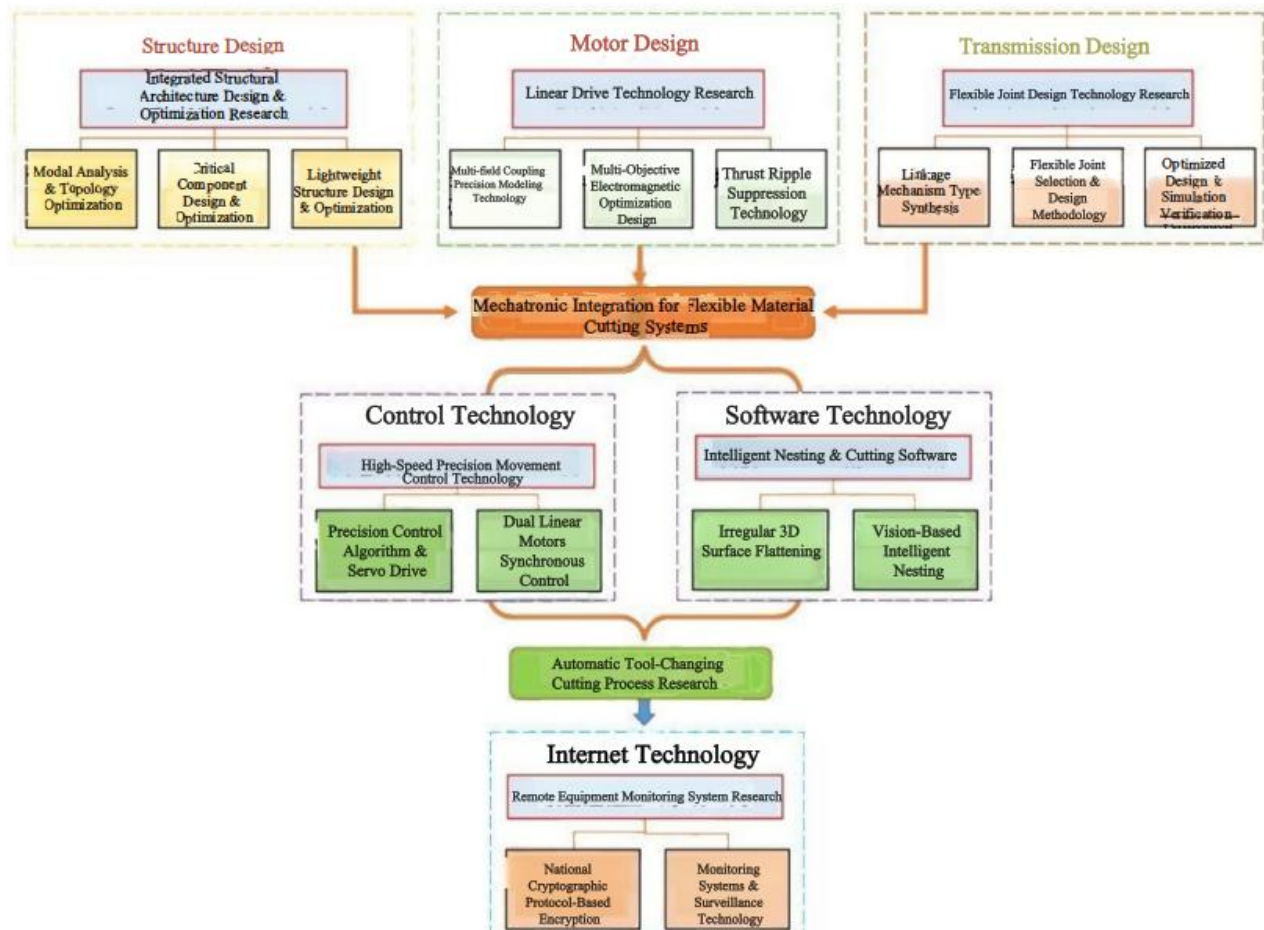 Structure Design
Integrated Structural
Architecture Design &
Optimization Research
Modal Analysis
& Topology
Optimization
Critical
Component
Design &
Optimization
Lightweight
Structure Design
& Optimization
Motor Design
Linear Drive Technology Research
Multi-field Coupling
Precision Modeling
Technology
Multi-Objective
Electromagnetic
Optimization
Design
Thrust Ripple
Suppression
Technology
Transmission Design
Flexible Joint Design Technology Research
Linkage
Mechanism Type
Synthesis
Flexible Joint
Selection &
Design
Methodology
Optimized
Design &
Simulation
Verification
Mechatronic Integration for Flexible Material
Cutting Systems
Control Technology
High-Speed Precision Movement
Control Technology
Precision Control
Algorithm &
Servo Drive
Dual Linear
Motors
Synchronous
Control
Software Technology
Intelligent Nesting & Cutting Software
Irregular 3D
Surface Flattening
Vision-Based
Intelligent
Nesting
Automatic Tool-Changing
Cutting Process Research
Internet Technology
Remote Equipment Monitoring System Research
National
Cryptographic
Protocol-Based
Encryption
Monitoring
Systems &
Surveillance
Technology